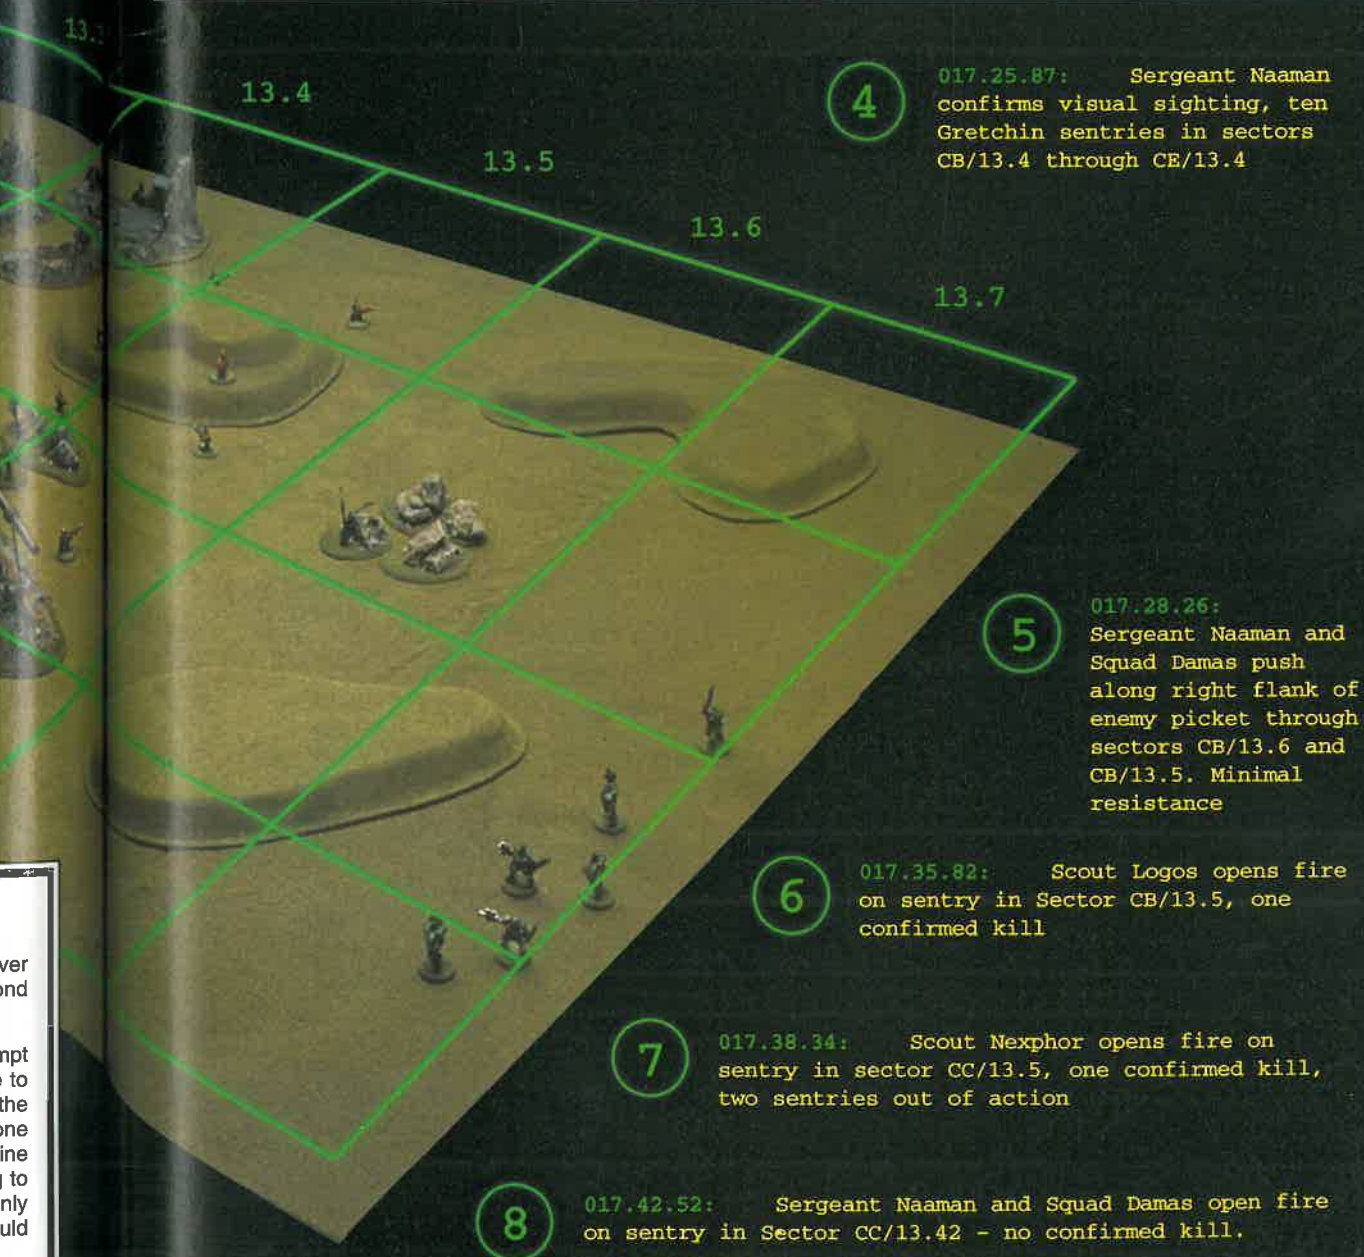 13.4
13.5
13.6
13.7
4
017.25.87: Sergeant Naaman
confirms visual sighting, ten
Gretchin sentries in sectors
CB/13.4 through CE/13.4
5
017.28.26:
Sergeant Naaman and
Squad Damas push
along right flank of
enemy picket through
sectors CB/13.6 and
CB/13.5. Minimal
resistance
6
017.35.82: Scout Logos opens fire
on sentry in Sector CB/13.5, one
confirmed kill
7
017.38.34: Scout Nexphor opens fire on
sentry in sector CC/13.5, one confirmed kill,
two sentries out of action
8
017.42.52: Sergeant Naaman and Squad Damas open fire
on sentry in Sector CC/13.42 - no confirmed kill.
to
the
to